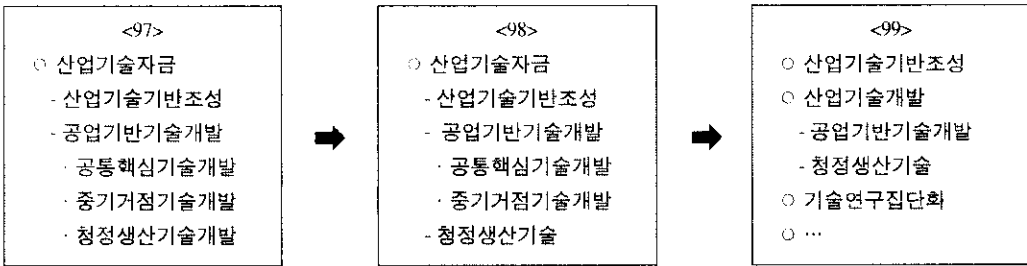 <97>
○ 산업기술자금
- 산업기술기반조성
- 공업기반기술개발
· 공통핵심기술개발
· 중기거점기술개발
· 청정생산기술개발
<98>
○ 산업기술자금
- 산업기술기반조성
- 공업기반기술개발
· 공통핵심기술개발
· 중기거점기술개발
- 청정생산기술
<99>
○ 산업기술기반조성
○ 산업기술개발
- 공업기반기술개발
- 청정생산기술
○ 기술연구집단화
○ …